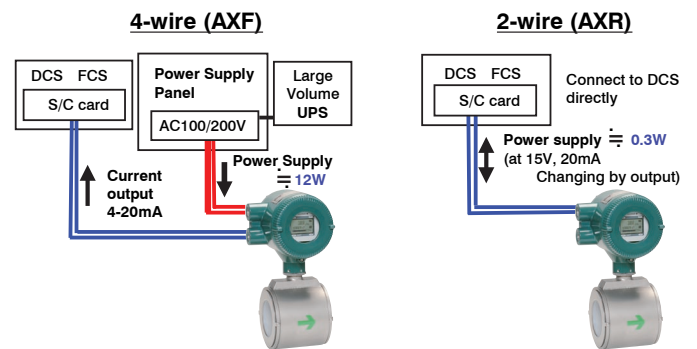 4-wire (AXF)
DCS FCS
S/C card
Power Supply
Panel
AC100/200V
Large
Volume
UPS
Current
output
4-20mA
Power Supply
≒ 12W
2-wire (AXR)
DCS FCS
S/C card
Connect to DCS
directly
Power supply ≒ 0.3W
(at 15V, 20mA
Changing by output)